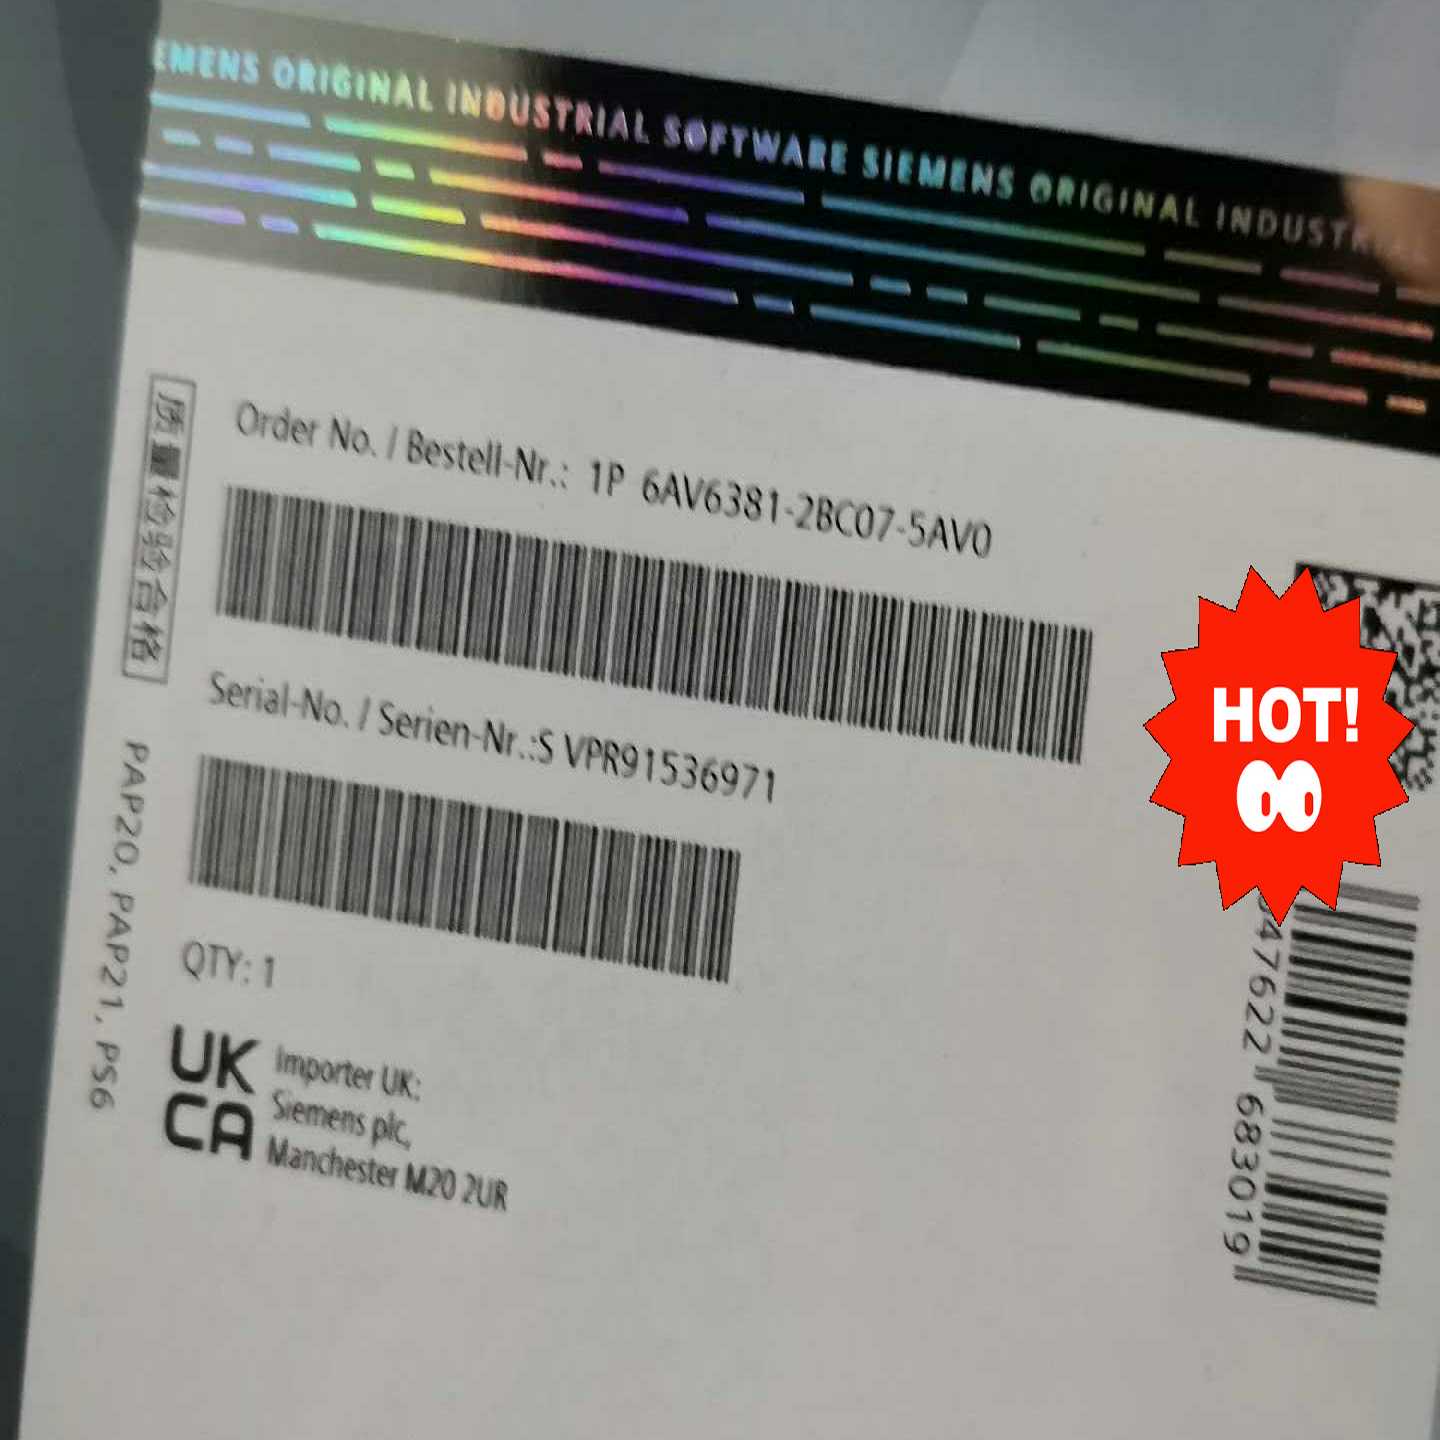 EMENS ORIGINAL INDUSTRIAL SOFTWARE SIEMENS ORIGINAL INDUSTRIAL
质量检验合格
Order No. / Bestell-Nr.: 1P 6AV6381-2BC07-5AV0
Serial-No. / Serien-Nr.:S VPR91536971
PAP20, PAP21, PS6
QTY: 1
UK
CA
Importer UK:
Siemens plc,
Manchester M20 2UR
HOT!
47622 683019